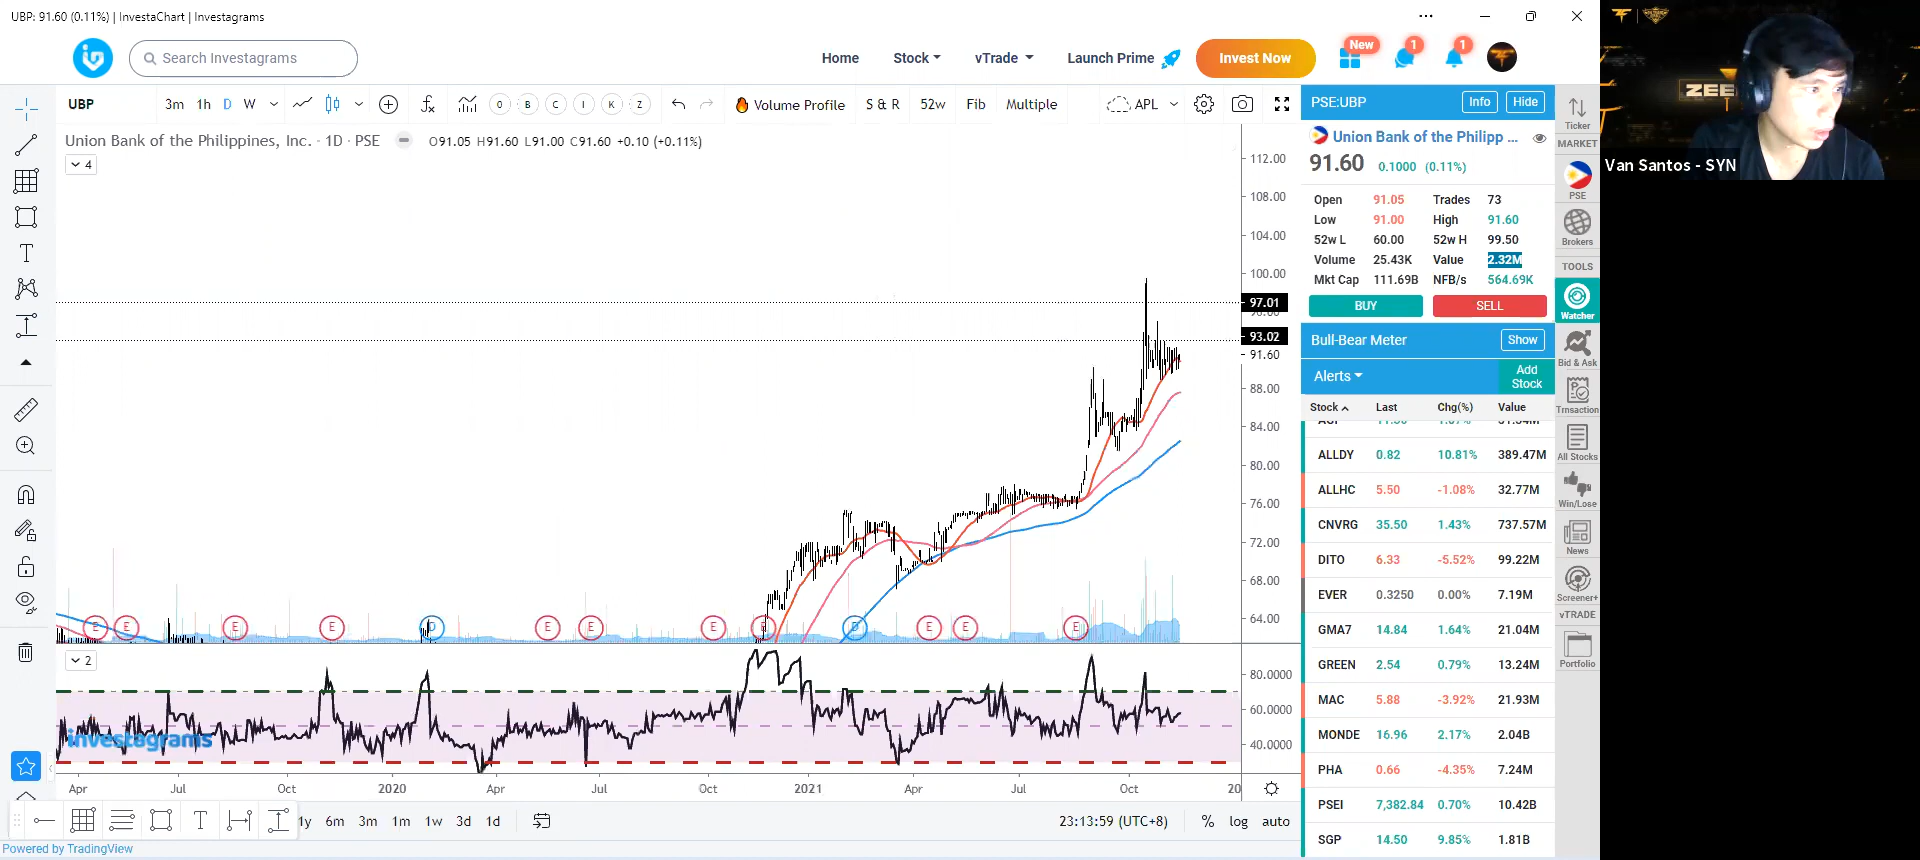 UBP: 91.60 (0.11%) | InvestaChart | Investagrams
Search Investagrams
Home
Stock
vTrade
Launch Prime
Invest Now
New
1
1
UBP
3m 1h D W
O B C I K Z
Volume Profile
S & R
52w
Fib
Multiple
APL
Union Bank of the Philippines, Inc. · 1D · PSE
O91.05 H91.60 L91.00 C91.60 +0.10 (+0.11%)
4
112.00
108.00
104.00
100.00
97.01
93.02
91.60
88.00
84.00
80.00
76.00
72.00
68.00
64.00
E E E E D E E E E D E E E
2
80.0000
60.0000
40.0000
investagrams
Apr Jul Oct 2020 Apr Jul Oct 2021 Apr Jul Oct 20
1y 6m 3m 1m 1w 3d 1d
23:13:59 (UTC+8)
% log auto
Powered by TradingView
PSE:UBP
Info
Hide
Union Bank of the Philipp ...
91.60 0.1000 (0.11%)
Open 91.05 Trades 73
Low 91.00 High 91.60
52w L 60.00 52w H 99.50
Volume 25.43K Value 2.32M
Mkt Cap 111.69B NFB/s 564.69K
BUY
SELL
Bull-Bear Meter
Show
Alerts
Add Stock
Stock Last Chg(%) Value
ALLDY 0.82 10.81% 389.47M
ALLHC 5.50 -1.08% 32.77M
CNVRG 35.50 1.43% 737.57M
DITO 6.33 -5.52% 99.22M
EVER 0.3250 0.00% 7.19M
GMA7 14.84 1.64% 21.04M
GREEN 2.54 0.79% 13.24M
MAC 5.88 -3.92% 21.93M
MONDE 16.96 2.17% 2.04B
PHA 0.66 -4.35% 7.24M
PSEI 7,382.84 0.70% 10.42B
SGP 14.50 9.85% 1.81B
Ticker
MARKET
PSE
Brokers
TOOLS
Watcher
Bid & Ask
Trnsaction
All Stocks
Win/Lose
News
Screener+
vTRADE
Portfolio
ZEE
Van Santos - SYN